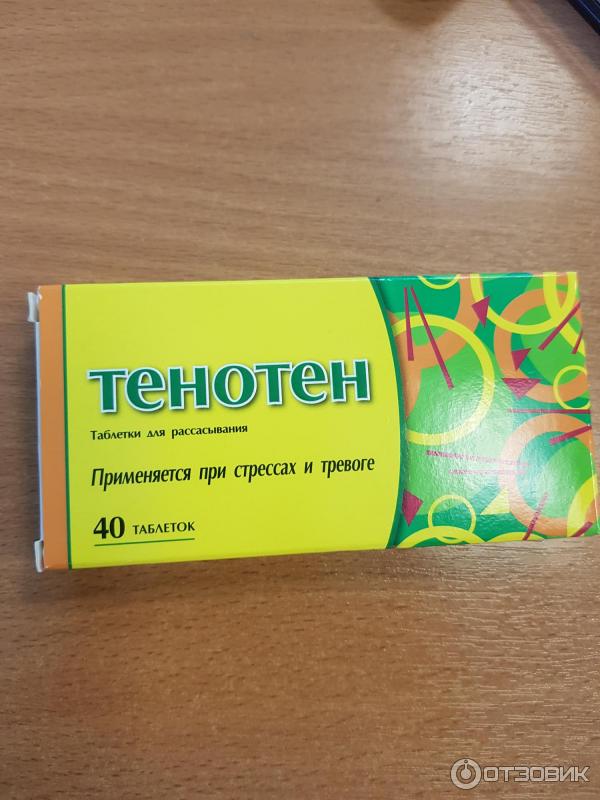 тенотен
Таблетки для рассасывания
Применяется при стрессах и тревоге
40 ТАБЛЕТОК
ОТЗОВИК